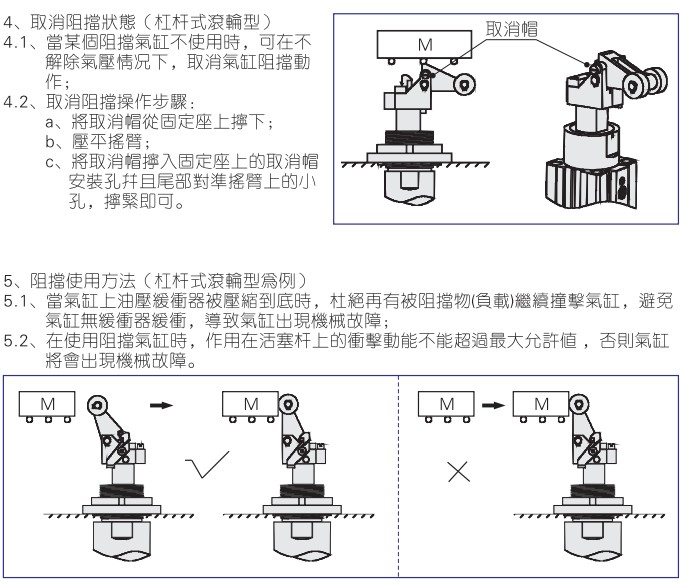 4、取消阻擋狀態（杠杆式滾輪型）
4.1、當某個阻擋氣缸不使用時，可在不
解除氣壓情况下，取消氣缸阻擋動
作；
4.2、取消阻擋操作步驟：
a、將取消帽從固定座上擰下；
b、壓平搖臂；
c、將取消帽擰入固定座上的取消帽
安裝孔幷且尾部對準搖臂上的小
孔，擰緊即可。
M
取消帽
5、阻擋使用方法（杠杆式滾輪型爲例）
5.1、當氣缸上油壓緩衝器被壓縮到底時，杜絕再有被阻擋物(負載)繼續撞擊氣缸，避免
氣缸無緩衝器緩衝，導致氣缸出現機械故障；
5.2、在使用阻擋氣缸時，作用在活塞杆上的衝擊動能不能超過最大允許值，否則氣缸
將會出現機械故障。
M
M
M
M